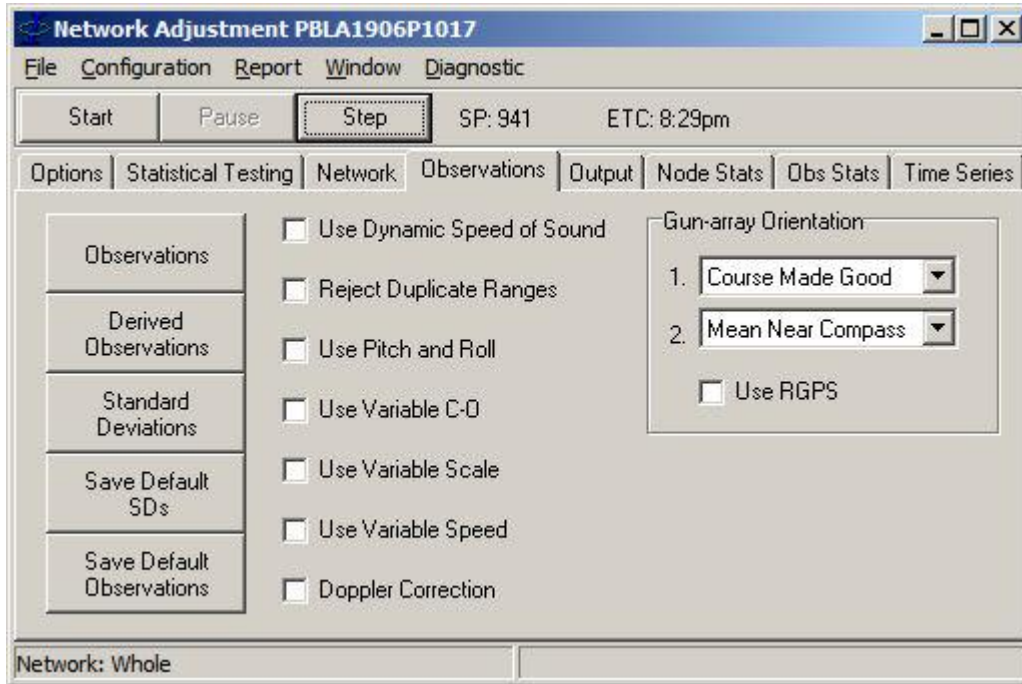 Network Adjustment PBLA1906P1017
File Configuration Report Window Diagnostic
Start Pause Step SP: 941 ETC: 8:29pm
Options Statistical Testing Network Observations Output Node Stats Obs Stats Time Series
Observations
Derived
Observations
Standard
Deviations
Save Default
SDs
Save Default
Observations
Use Dynamic Speed of Sound
Reject Duplicate Ranges
Use Pitch and Roll
Use Variable C-O
Use Variable Scale
Use Variable Speed
Doppler Correction
Gun-array Orientation
1. Course Made Good
2. Mean Near Compass
Use RGPS
Network: Whole